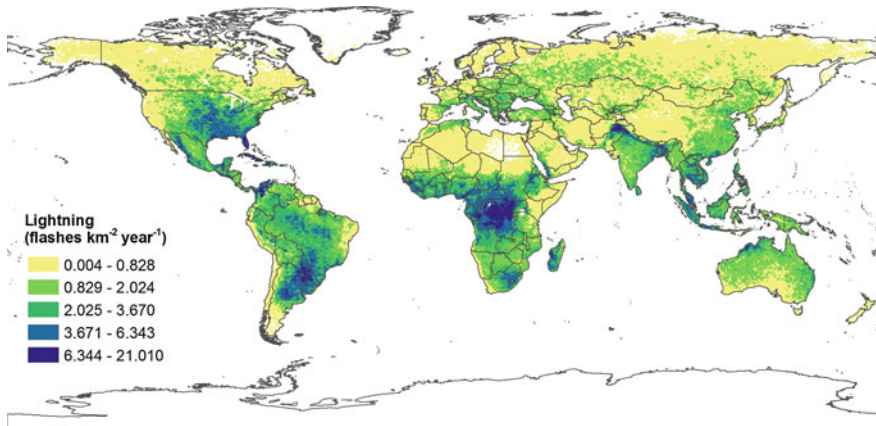 Lightning
(flashes km⁻² year⁻¹)
0.004 - 0.828
0.829 - 2.024
2.025 - 3.670
3.671 - 6.343
6.344 - 21.010